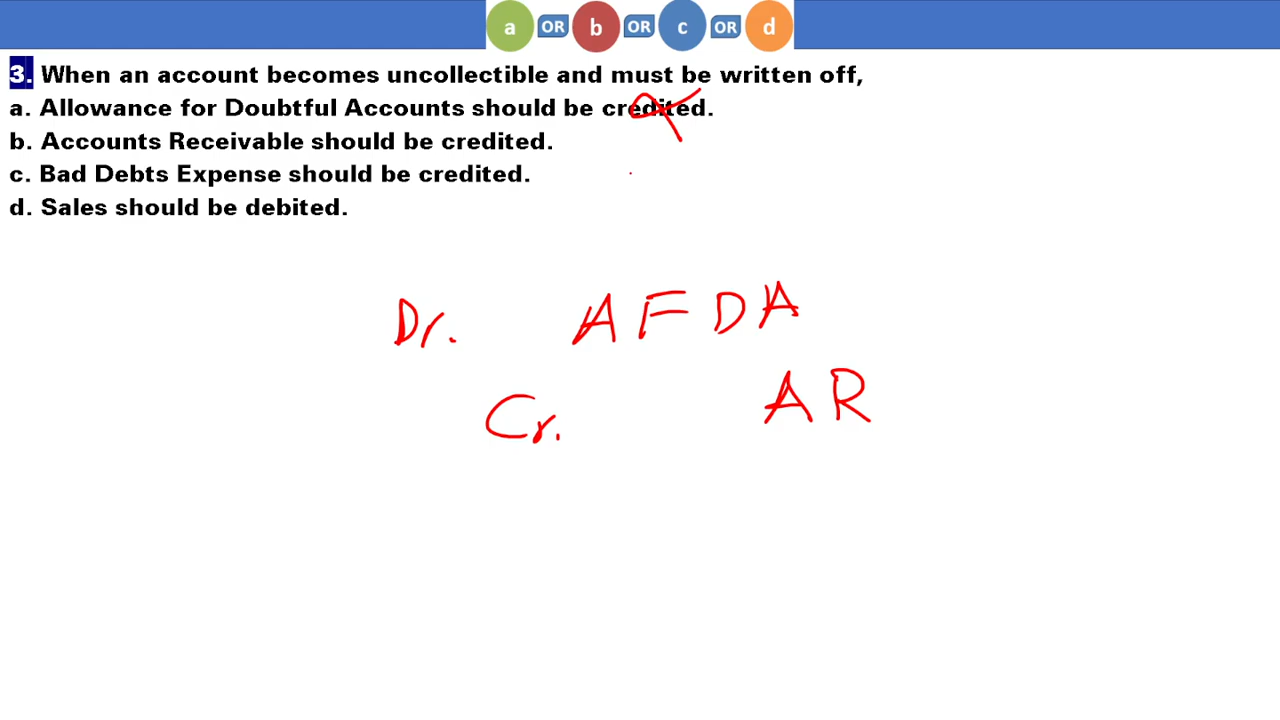 a OR b OR c OR d
3. When an account becomes uncollectible and must be written off,
a. Allowance for Doubtful Accounts should be credited.
b. Accounts Receivable should be credited.
c. Bad Debts Expense should be credited.
d. Sales should be debited.
Dr. AFDA
Cr. AR